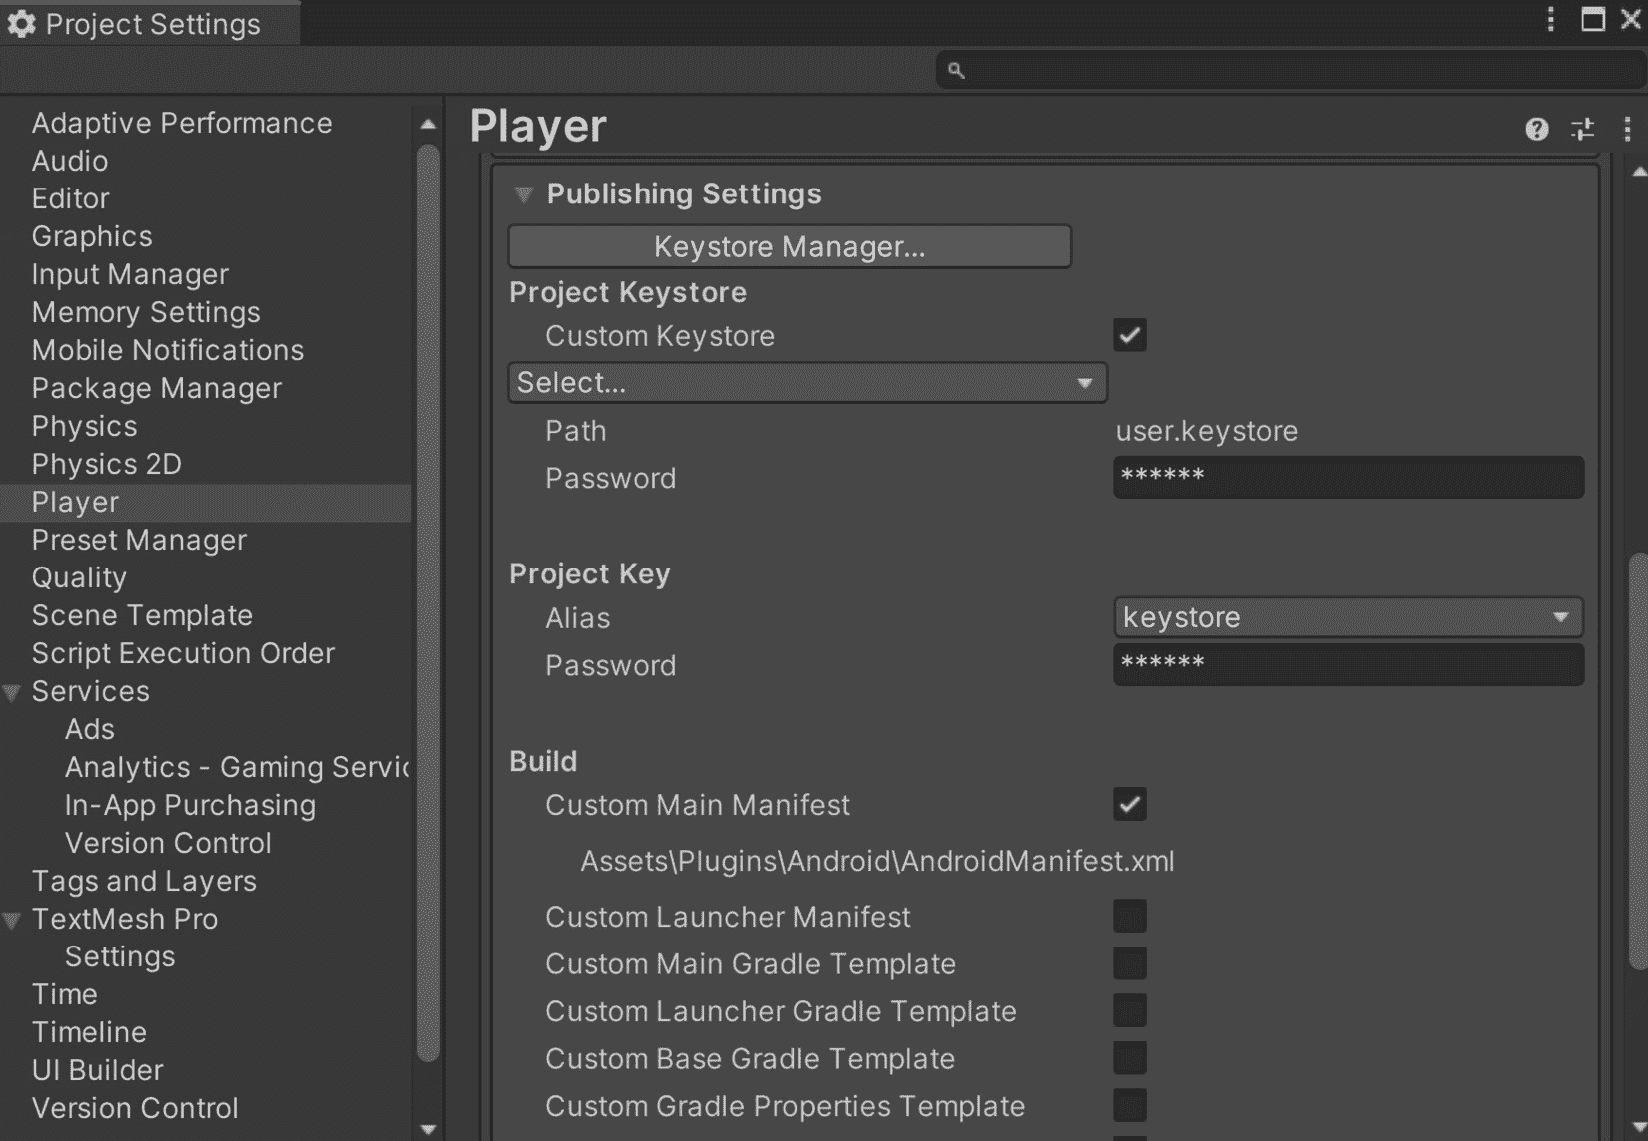 Project Settings
Adaptive Performance
Audio
Editor
Graphics
Input Manager
Memory Settings
Mobile Notifications
Package Manager
Physics
Physics 2D
Player
Preset Manager
Quality
Scene Template
Script Execution Order
Services
Ads
Analytics - Gaming Servic
In-App Purchasing
Version Control
Tags and Layers
TextMesh Pro
Settings
Time
Timeline
UI Builder
Version Control
Player
Publishing Settings
Keystore Manager...
Project Keystore
Custom Keystore
Select...
Path user.keystore
Password ******
Project Key
Alias keystore
Password ******
Build
Custom Main Manifest
Assets\Plugins\Android\AndroidManifest.xml
Custom Launcher Manifest
Custom Main Gradle Template
Custom Launcher Gradle Template
Custom Base Gradle Template
Custom Gradle Properties Template